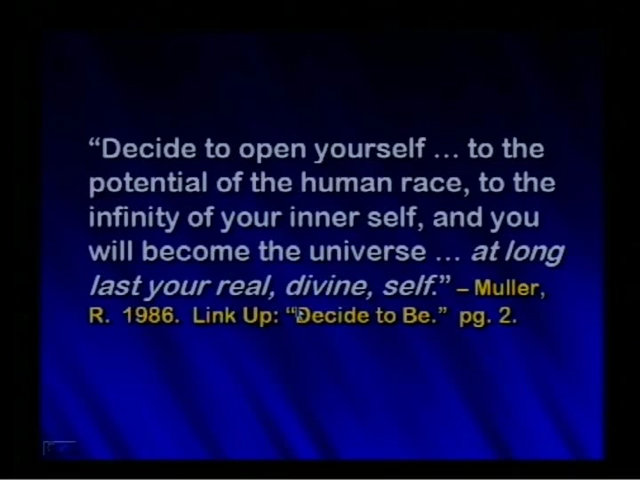 “Decide to open yourself … to the
potential of the human race, to the
infinity of your inner self, and you
will become the universe … at long
last your real, divine, self.” – Muller,
R.  1986.  Link Up: “Decide to Be.”  pg. 2.